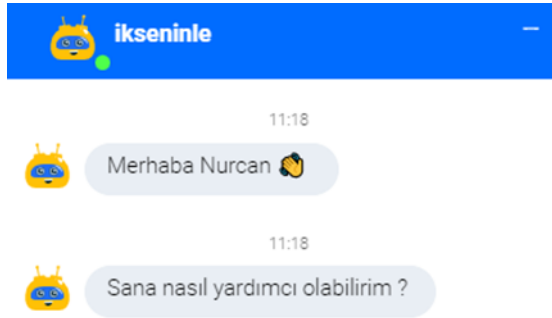 ikseninle
11:18
Merhaba Nurcan 👏
11:18
Sana nasıl yardımcı olabilirim ?